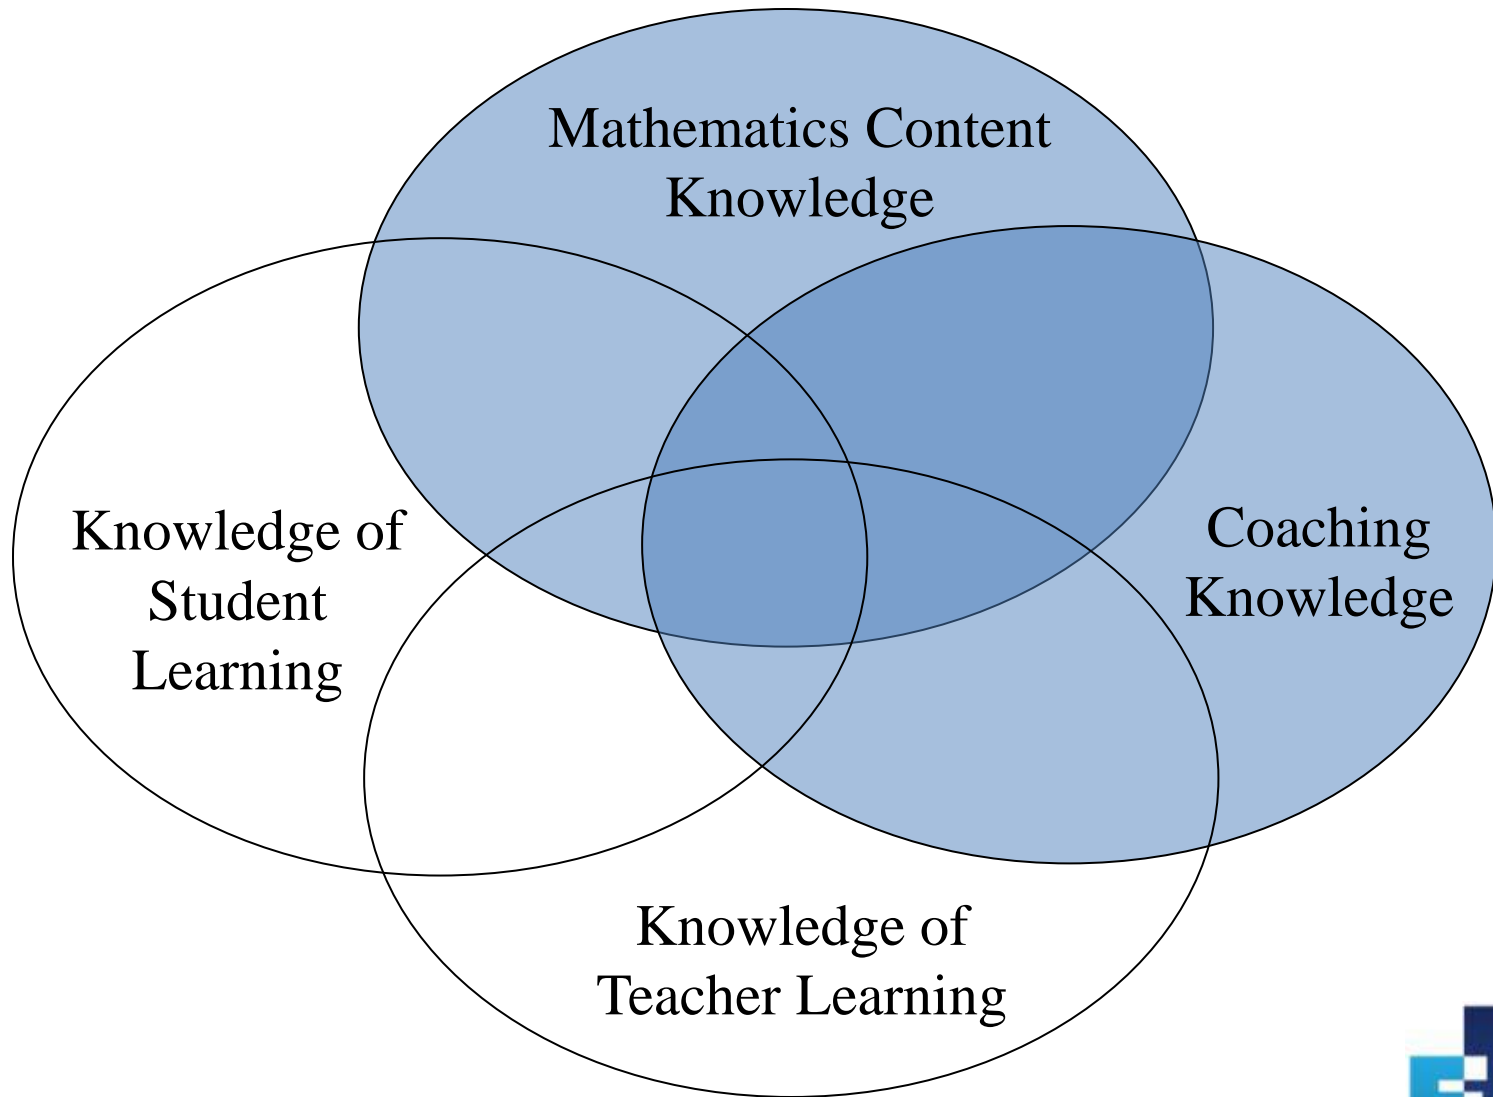 Mathematics Content
Knowledge
Knowledge of
Student
Learning
Coaching
Knowledge
Knowledge of
Teacher Learning